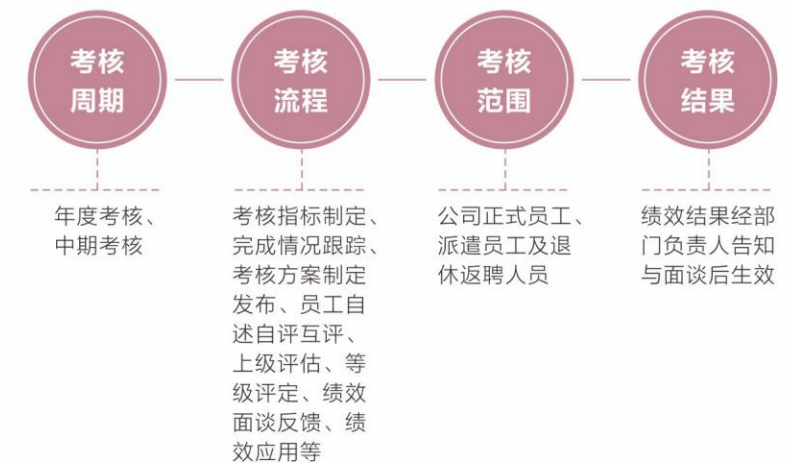 考核
周期
年度考核、
中期考核
考核
流程
考核指标制定、
完成情况跟踪、
考核方案制定
发布、员工自
述自评互评、
上级评估、等
级评定、绩效
面谈反馈、绩
效应用等
考核
范围
公司正式员工、
派遣员工及退
休返聘人员
考核
结果
绩效结果经部
门负责人告知
与面谈后生效